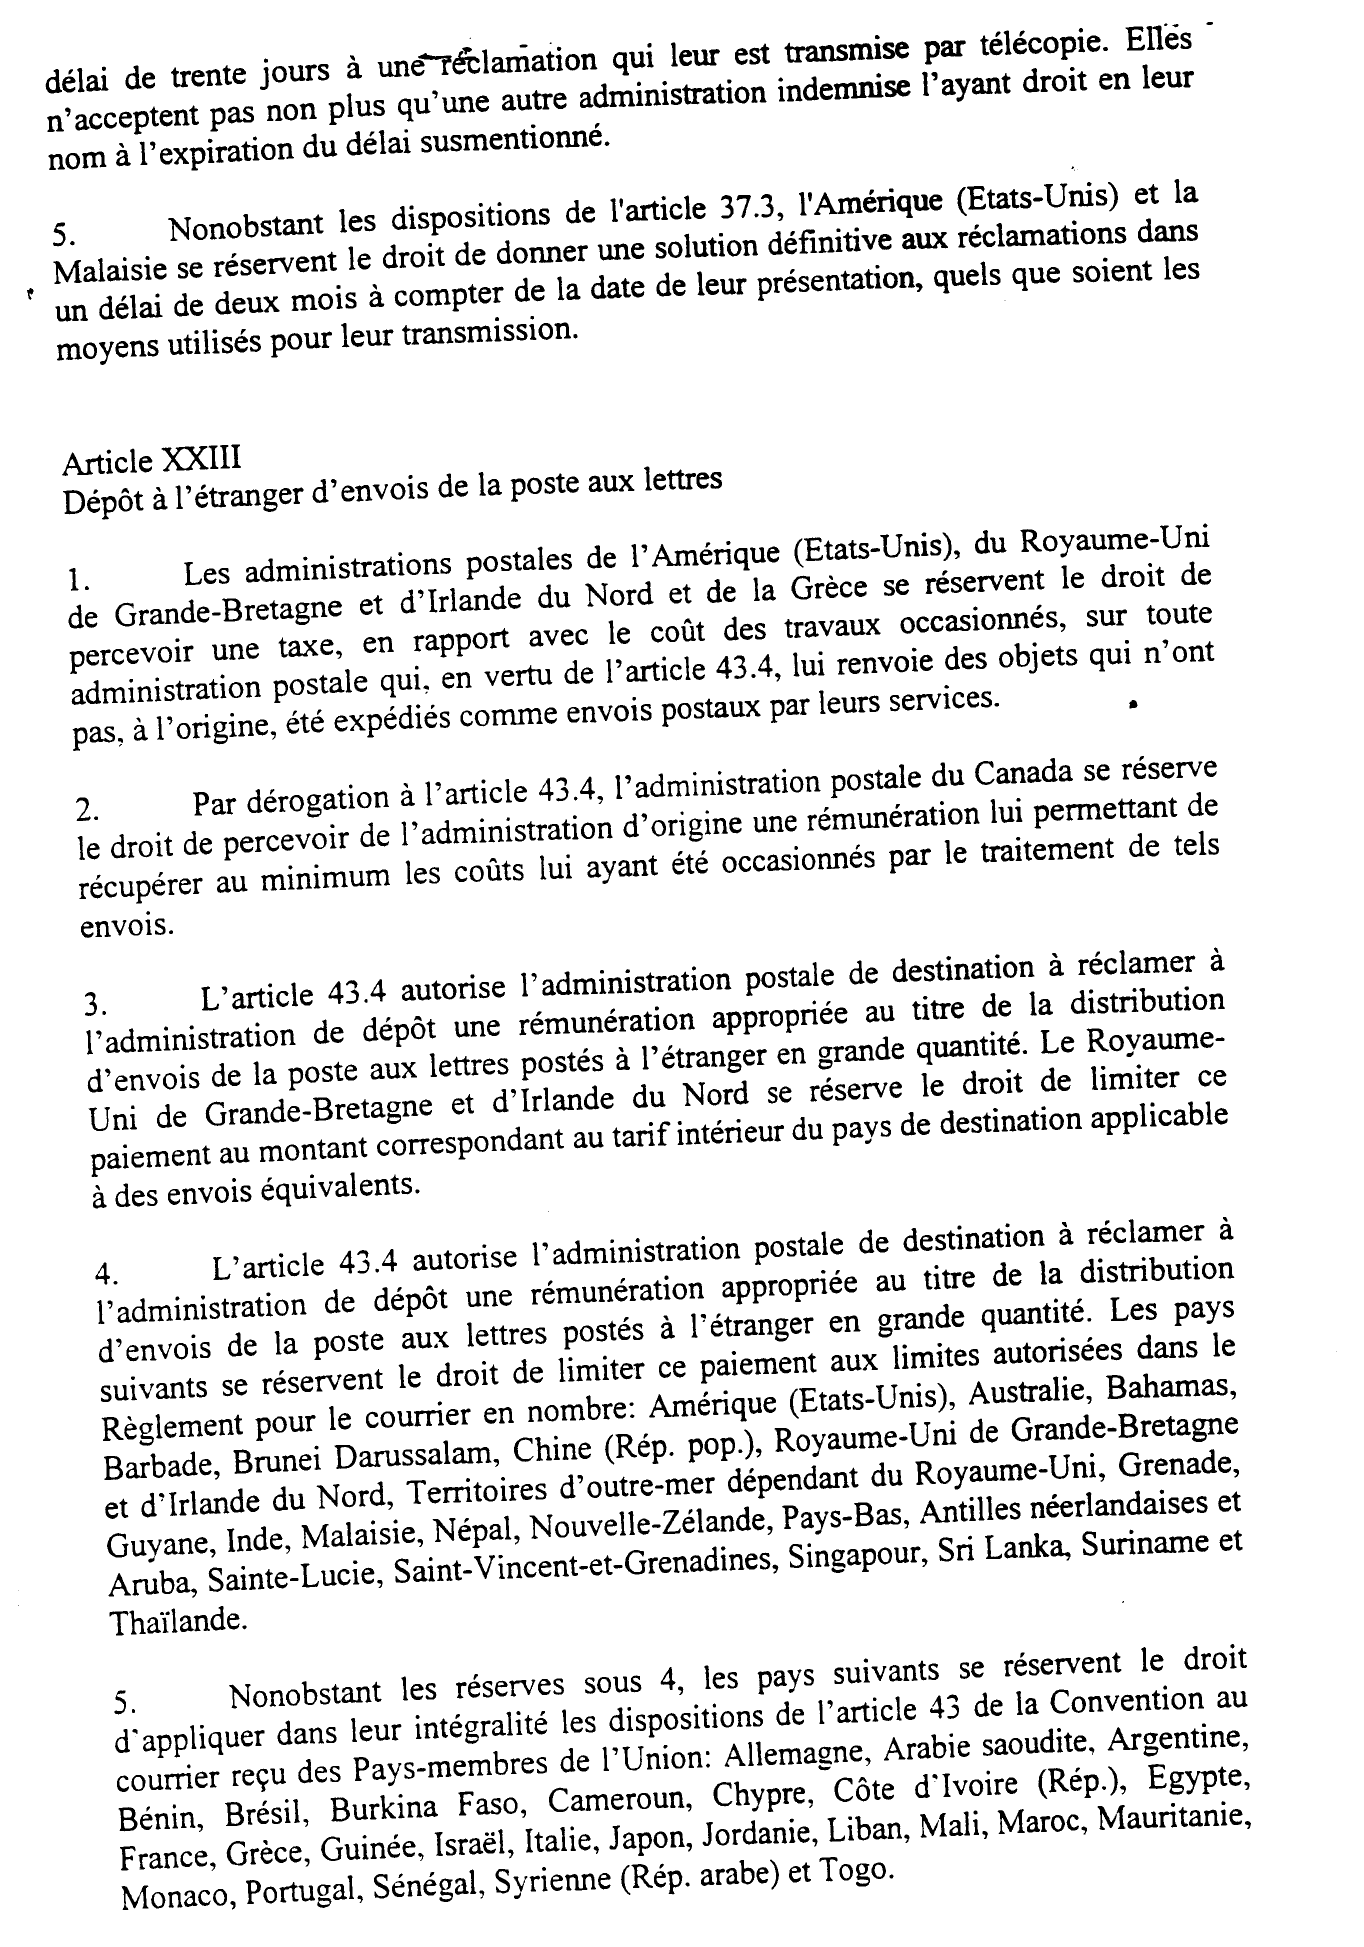 délai de trente jours à une réclamation qui leur est transmise par télécopie. Elles
n’acceptent pas non plus qu’une autre administration indemnise l’ayant droit en leur
nom à l’expiration du délai susmentionné.
5. Nonobstant les dispositions de l'article 37.3, l'Amérique (Etats-Unis) et la
Malaisie se réservent le droit de donner une solution définitive aux réclamations dans
un délai de deux mois à compter de la date de leur présentation, quels que soient les
moyens utilisés pour leur transmission.
Article XXIII
Dépôt à l’étranger d’envois de la poste aux lettres
1. Les administrations postales de l’Amérique (Etats-Unis), du Royaume-Uni
de Grande-Bretagne et d’Irlande du Nord et de la Grèce se réservent le droit de
percevoir une taxe, en rapport avec le coût des travaux occasionnés, sur toute
administration postale qui, en vertu de l’article 43.4, lui renvoie des objets qui n’ont
pas, à l’origine, été expédiés comme envois postaux par leurs services.
2. Par dérogation à l’article 43.4, l’administration postale du Canada se réserve
le droit de percevoir de l’administration d’origine une rémunération lui permettant de
récupérer au minimum les coûts lui ayant été occasionnés par le traitement de tels
envois.
3. L’article 43.4 autorise l’administration postale de destination à réclamer à
l’administration de dépôt une rémunération appropriée au titre de la distribution
d’envois de la poste aux lettres postés à l’étranger en grande quantité. Le Royaume-
Uni de Grande-Bretagne et d’Irlande du Nord se réserve le droit de limiter ce
paiement au montant correspondant au tarif intérieur du pays de destination applicable
à des envois équivalents.
4. L’article 43.4 autorise l’administration postale de destination à réclamer à
l’administration de dépôt une rémunération appropriée au titre de la distribution
d’envois de la poste aux lettres postés à l’étranger en grande quantité. Les pays
suivants se réservent le droit de limiter ce paiement aux limites autorisées dans le
Règlement pour le courrier en nombre: Amérique (Etats-Unis), Australie, Bahamas,
Barbade, Brunei Darussalam, Chine (Rép. pop.), Royaume-Uni de Grande-Bretagne
et d’Irlande du Nord, Territoires d’outre-mer dépendant du Royaume-Uni, Grenade,
Guyane, Inde, Malaisie, Népal, Nouvelle-Zélande, Pays-Bas, Antilles néerlandaises et
Aruba, Sainte-Lucie, Saint-Vincent-et-Grenadines, Singapour, Sri Lanka, Suriname et
Thaïlande.
5. Nonobstant les réserves sous 4, les pays suivants se réservent le droit
d’appliquer dans leur intégralité les dispositions de l’article 43 de la Convention au
courrier reçu des Pays-membres de l’Union: Allemagne, Arabie saoudite, Argentine,
Bénin, Brésil, Burkina Faso, Cameroun, Chypre, Côte d’Ivoire (Rép.), Egypte,
France, Grèce, Guinée, Israël, Italie, Japon, Jordanie, Liban, Mali, Maroc, Mauritanie,
Monaco, Portugal, Sénégal, Syrienne (Rép. arabe) et Togo.